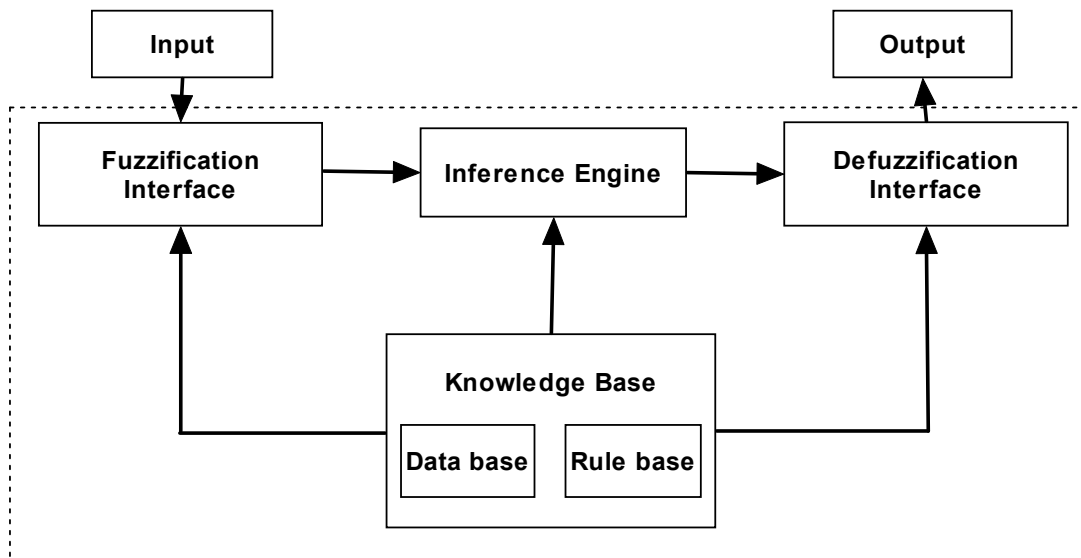 Input
Output
Fuzzification
Interface
Inference Engine
Defuzzification
Interface
Knowledge Base
Data base
Rule base